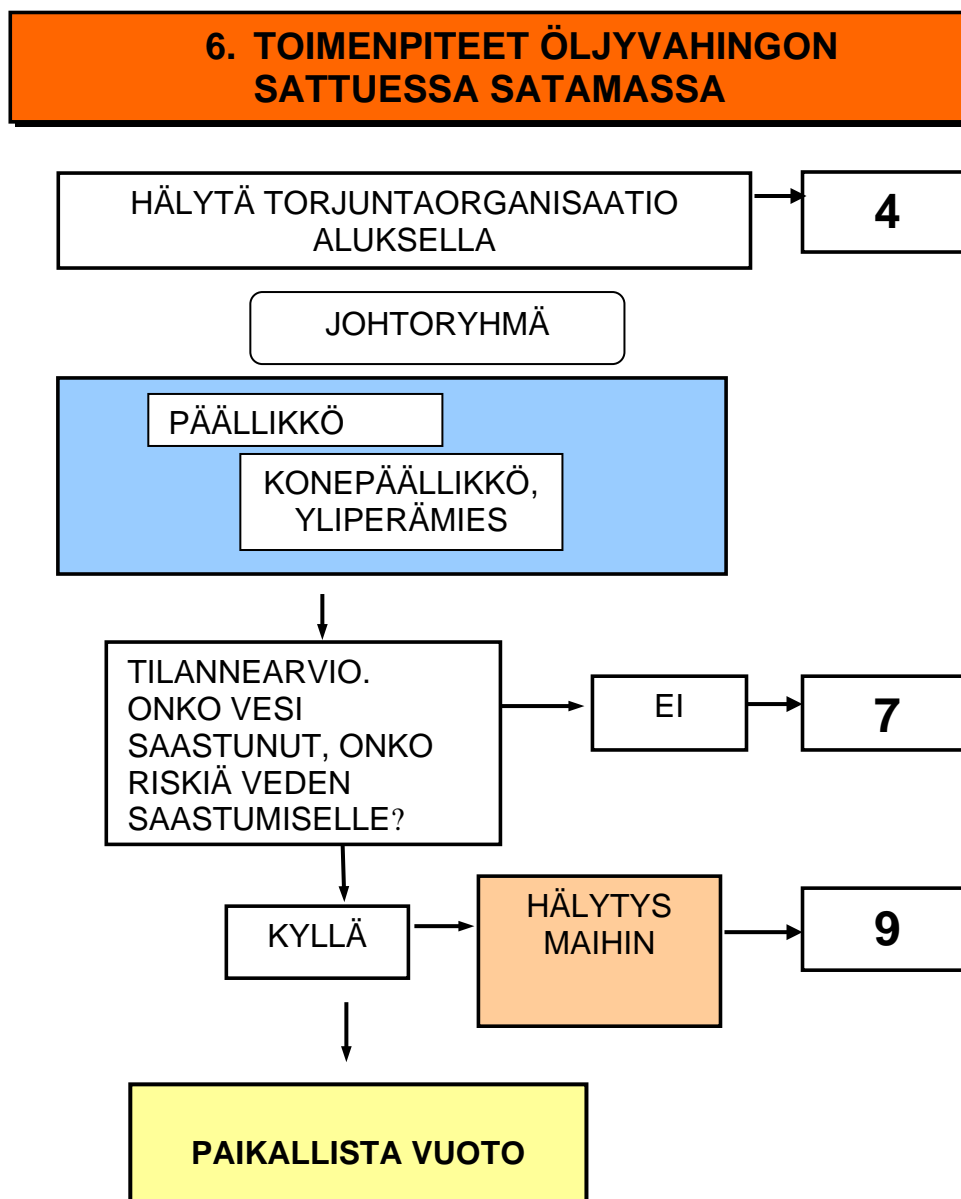 6. TOIMENPITEET ÖLJYVAHINGON
SATTUESSA SATAMASSA
HÄLYTÄ TORJUNTAORGANISAATIO
ALUKSELLA
4
JOHTORYHMÄ
PÄÄLLIKKÖ
KONEPÄÄLLIKKÖ,
YLIPERÄMIES
TILANNEARVIO.
ONKO VESI
SAASTUNUT, ONKO
RISKIÄ VEDEN
SAASTUMISELLE?
EI
7
KYLLÄ
HÄLYTYS
MAIHIN
9
PAIKALLISTA VUOTO